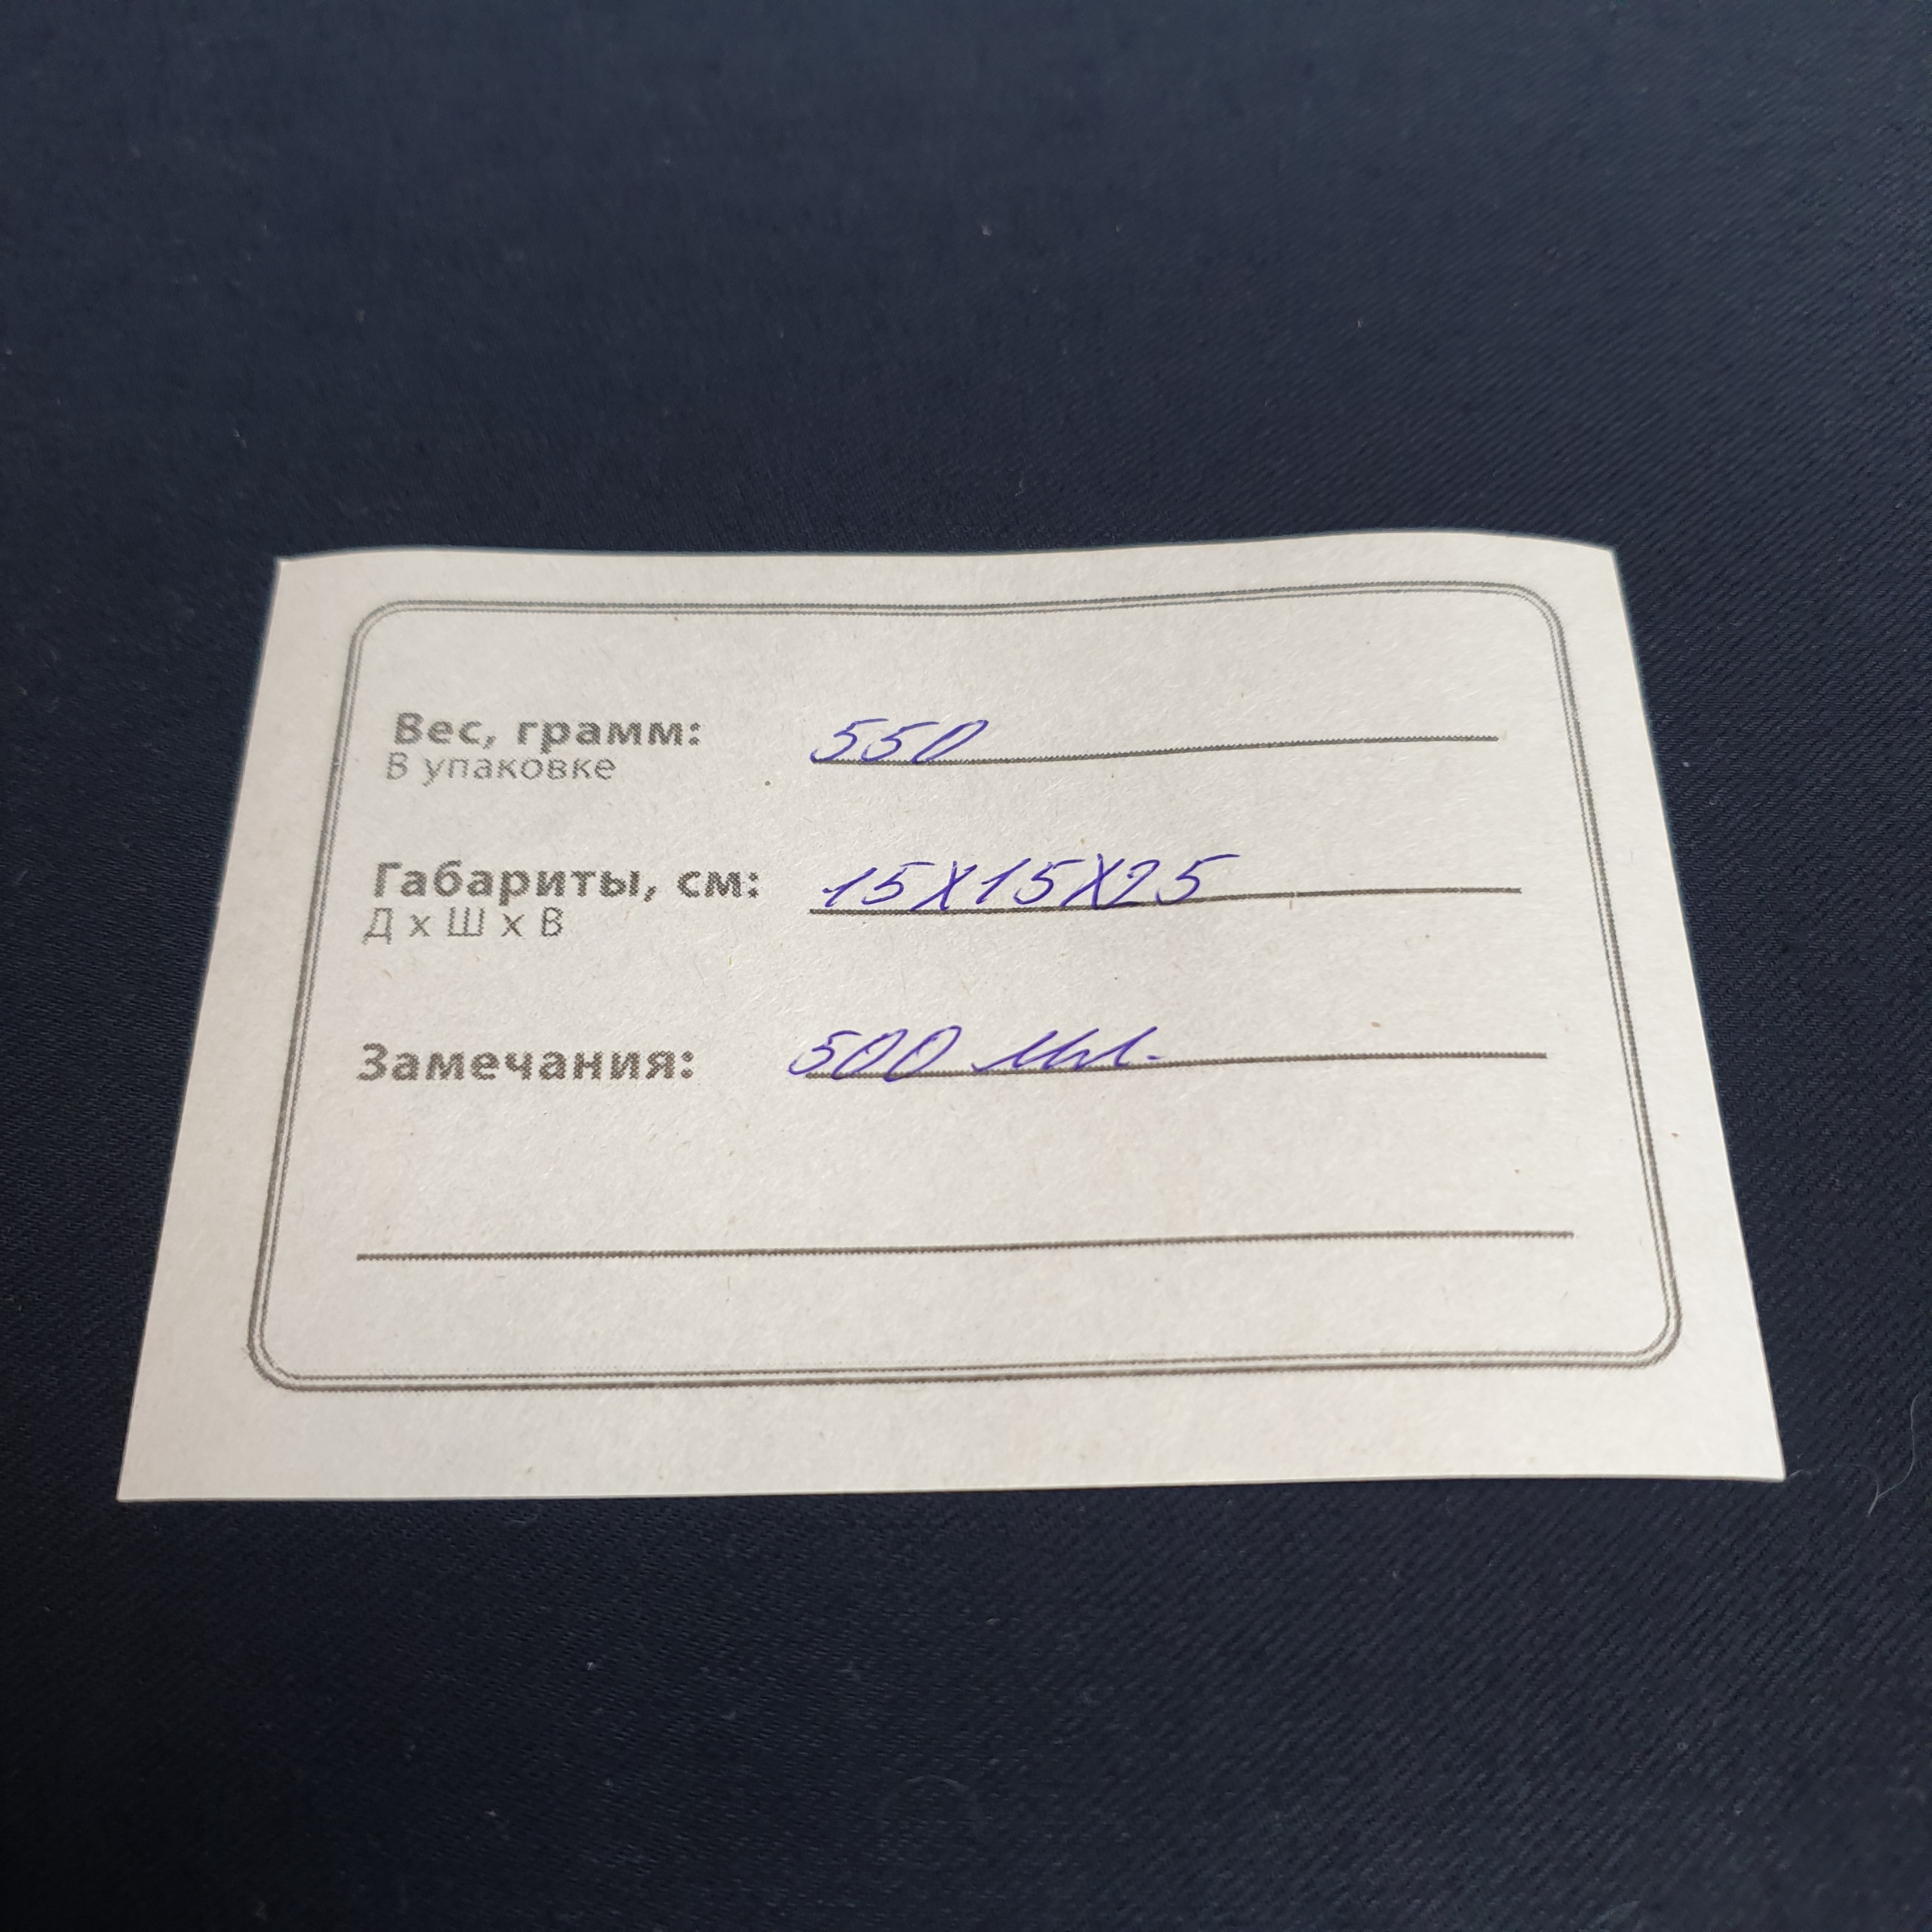 Вес, грамм: 550
В упаковке
Габариты, см: 15X15X25
Д х Ш х В
Замечания: 500 мл.